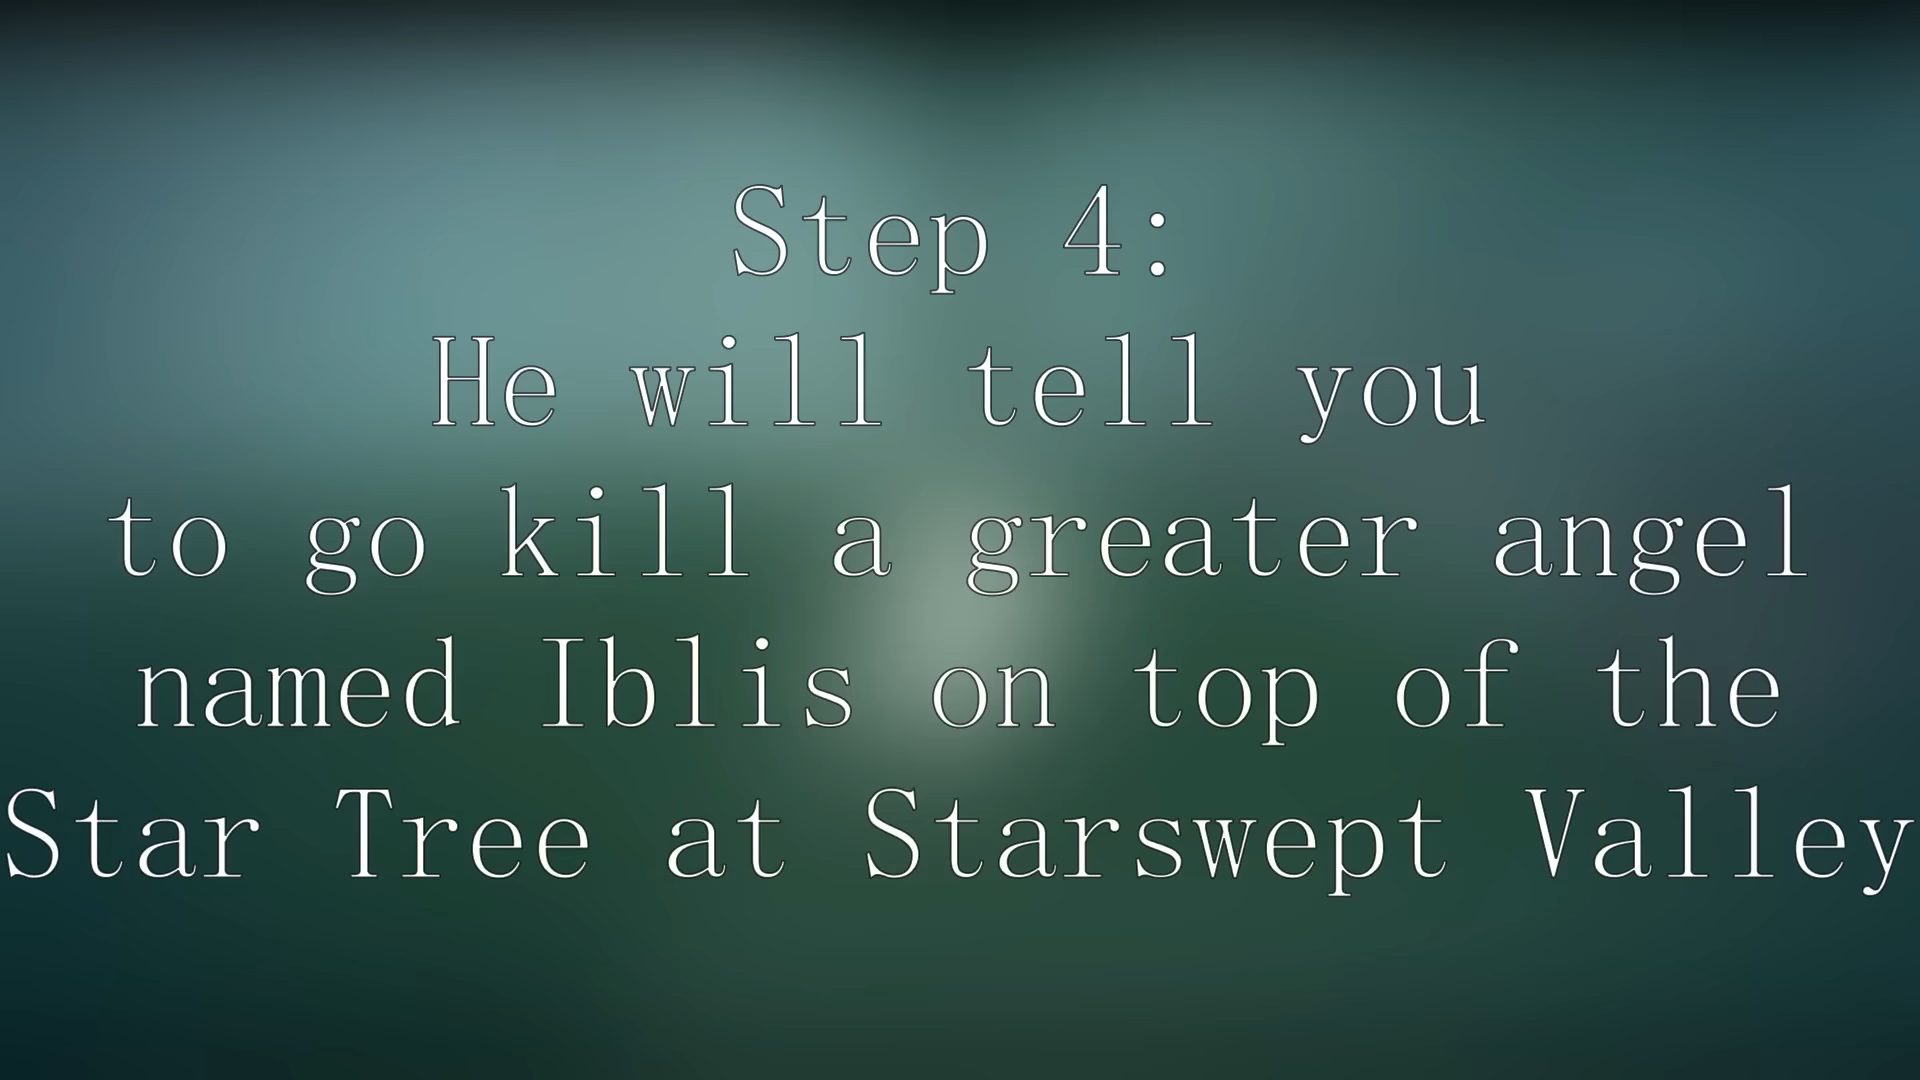 Step 4:
He will tell you
to go kill a greater angel
named Iblis on top of the
Star Tree at Starswept Valley